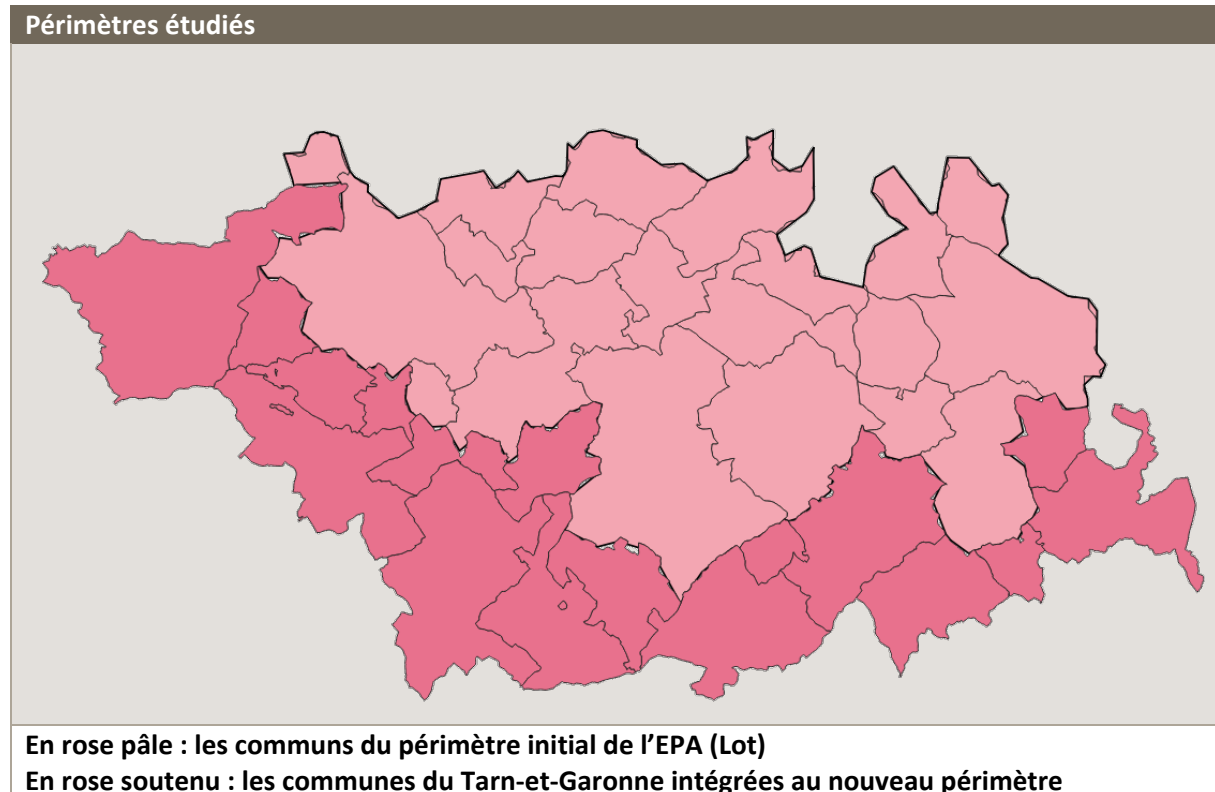 Périmètres étudiés
En rose pâle : les communs du périmètre initial de l’EPA (Lot)
En rose soutenu : les communes du Tarn-et-Garonne intégrées au nouveau périmètre